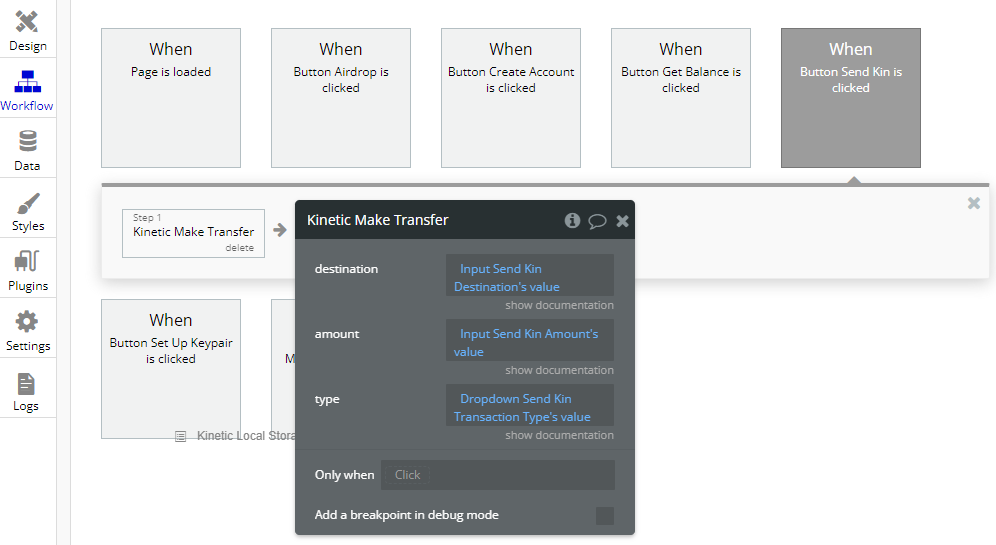 Design
Workflow
Data
Styles
Plugins
Settings
Logs
When
Page is loaded
When
Button Airdrop is
clicked
When
Button Create Account
is clicked
When
Button Get Balance is
clicked
When
Button Send Kin is
clicked
Step 1
Kinetic Make Transfer
delete
Kinetic Make Transfer
destination
Input Send Kin
Destination's value
show documentation
amount
Input Send Kin Amount's
value
show documentation
type
Dropdown Send Kin
Transaction Type's value
show documentation
Only when
Click
Add a breakpoint in debug mode
When
Button Set Up Keypair
is clicked
M
Kinetic Local Stora